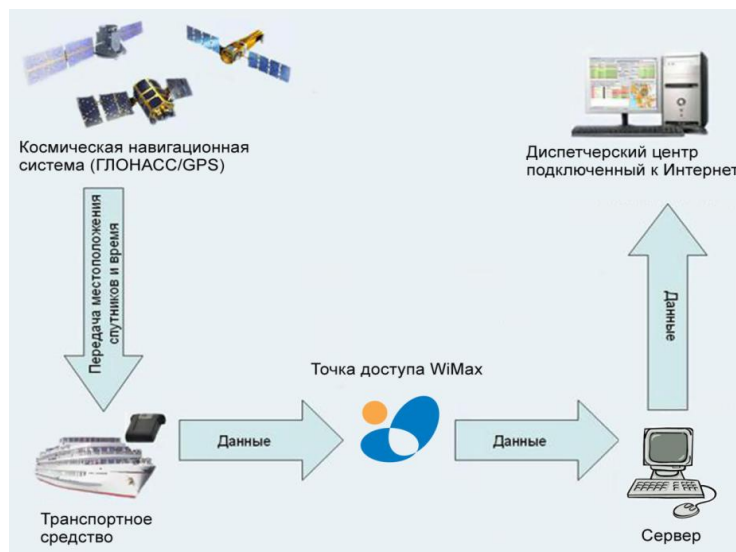 Космическая навигационная
система (ГЛОНАСС/GPS)
Диспетчерский центр
подключенный к Интернет
Передача местоположения
спутников и время
Данные
Точка доступа WiMax
Данные
Данные
Транспортное
средство
Сервер